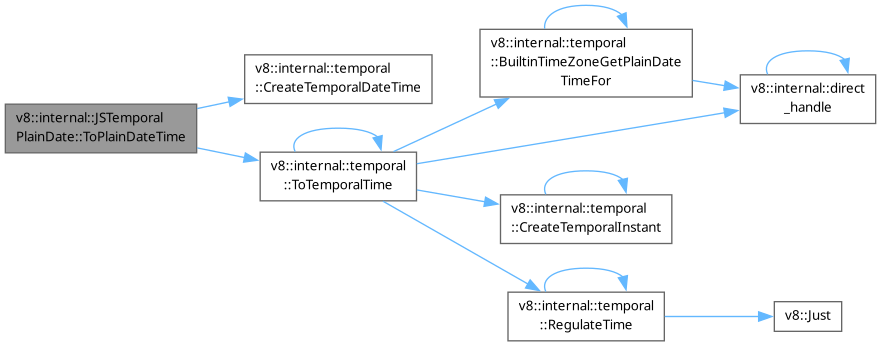 v8::internal::JSTemporal
PlainDate::ToPlainDateTime
v8::internal::temporal
::CreateTemporalDateTime
v8::internal::temporal
::ToTemporalTime
v8::internal::temporal
::BuiltinTimeZoneGetPlainDate
TimeFor
v8::internal::direct
_handle
v8::internal::temporal
::CreateTemporalInstant
v8::internal::temporal
::RegulateTime
v8::Just